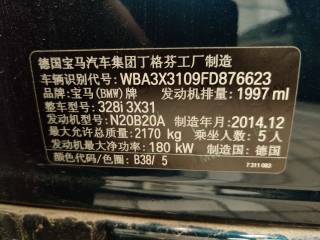 德国宝马汽车集团丁格芬工厂制造
车辆识别代号: WBA3X3109FD876623
品牌: 宝马(BMW)牌 发动机排量: 1997 ml
整车型号: 328i 3X31
发动机型号: N20B20A 制造年月: 2014.12
最大允许总质量: 2170 kg 乘坐人数: 5 人
发动机最大净功率: 180 kW 制造国: 德国
颜色代码/色圈: B38/ 5
7 311 083